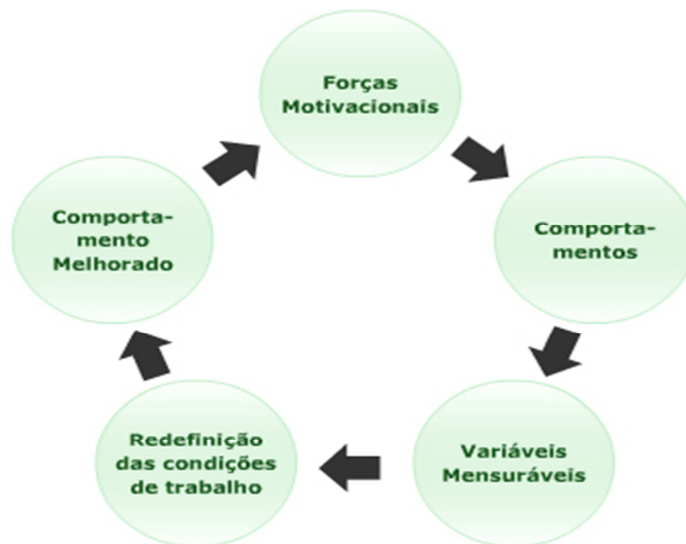 Forças
Motivacionais
Comporta-
mentos
Variáveis
Mensuráveis
Redefinição
das condições
de trabalho
Comporta-
mento
Melhorado